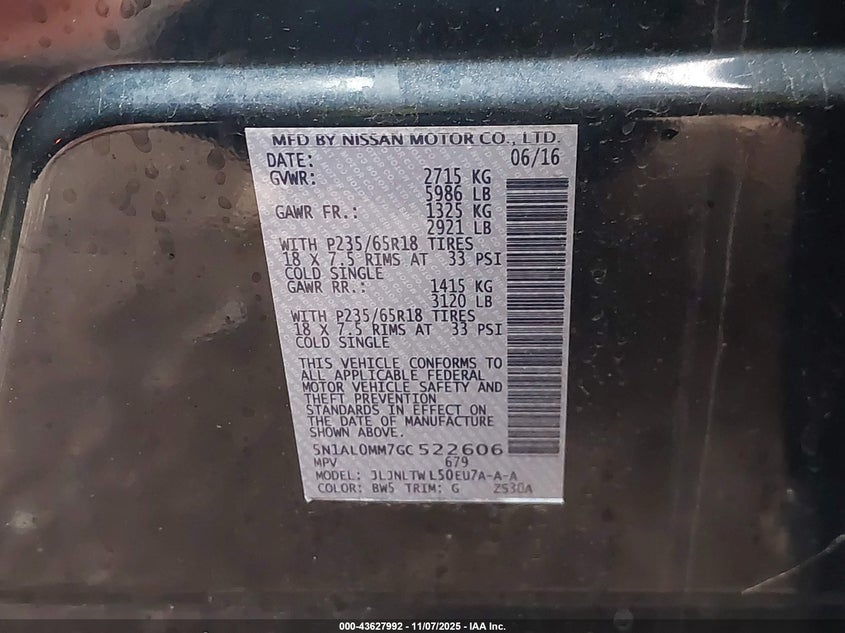 MFD BY NISSAN MOTOR CO., LTD.
DATE: 06/16
GVWR: 2715 KG
5986 LB
GAWR FR.: 1325 KG
2921 LB
WITH P235/65R18 TIRES
18 X 7.5 RIMS AT 33 PSI
COLD SINGLE
GAWR RR.: 1415 KG
3120 LB
WITH P235/65R18 TIRES
18 X 7.5 RIMS AT 33 PSI
COLD SINGLE
THIS VEHICLE CONFORMS TO
ALL APPLICABLE FEDERAL
MOTOR VEHICLE SAFETY AND
THEFT PREVENTION
STANDARDS IN EFFECT ON
THE DATE OF MANUFACTURE
5N1AL0MM7GC522606
MPV 679
MODEL: JLJNLTWL50EU7A-A-A
COLOR: BW5 TRIM: G
000-43627992 - 11/07/2025 - IAA Inc.